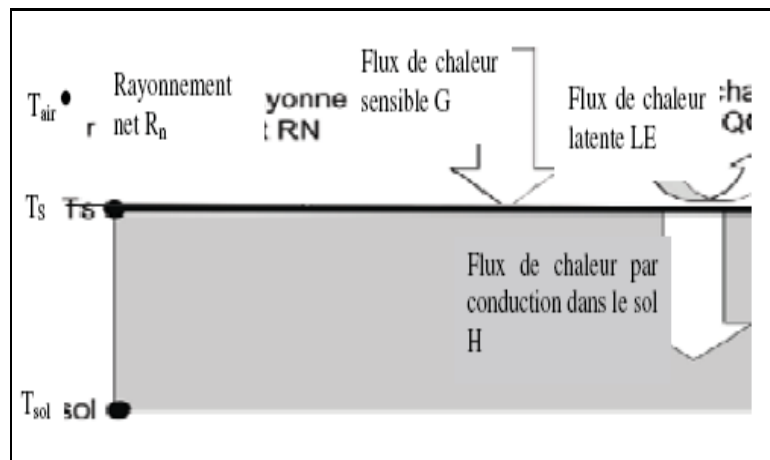 Flux de chaleur
sensible G
Rayonnement
net Rn
yonne
RN
Flux de chaleur
latente LE
Tair
r
TS Ts
Flux de chaleur par
conduction dans le sol
H
Tsol sol